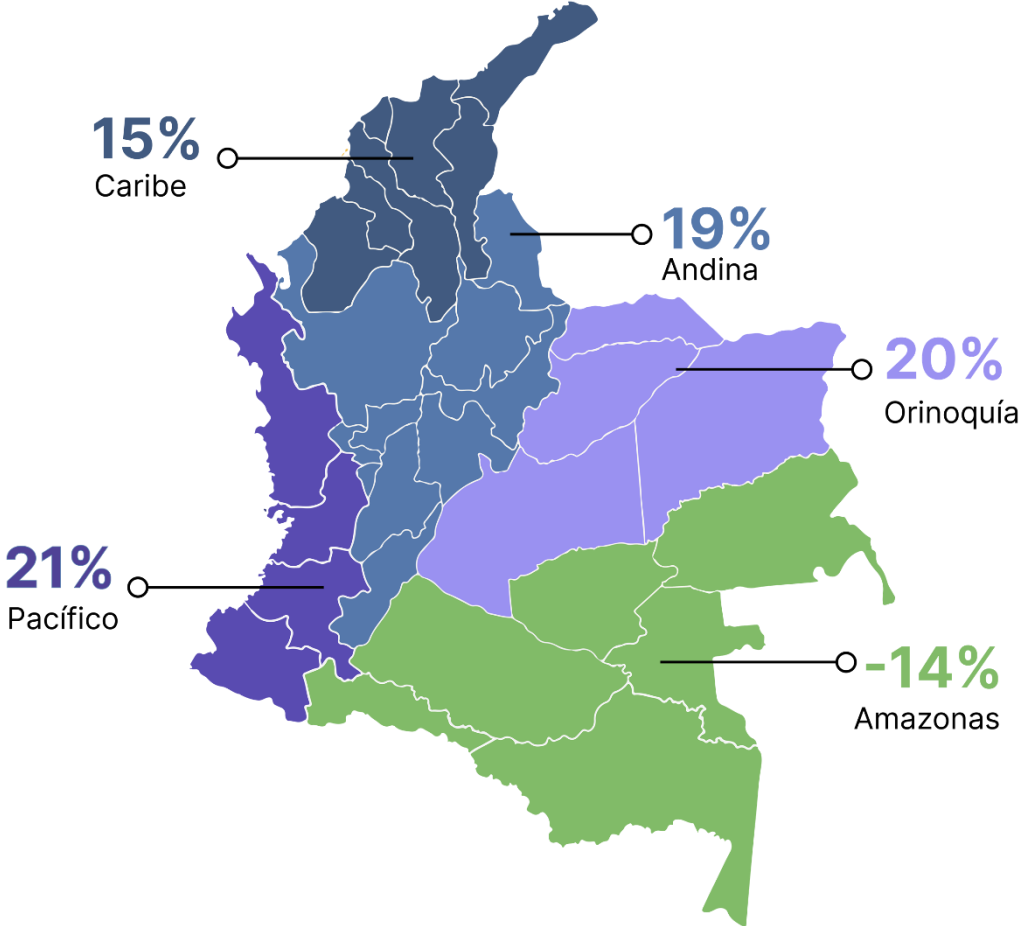 15%
Caribe
19%
Andina
20%
Orinoquía
21%
Pacífico
-14%
Amazonas